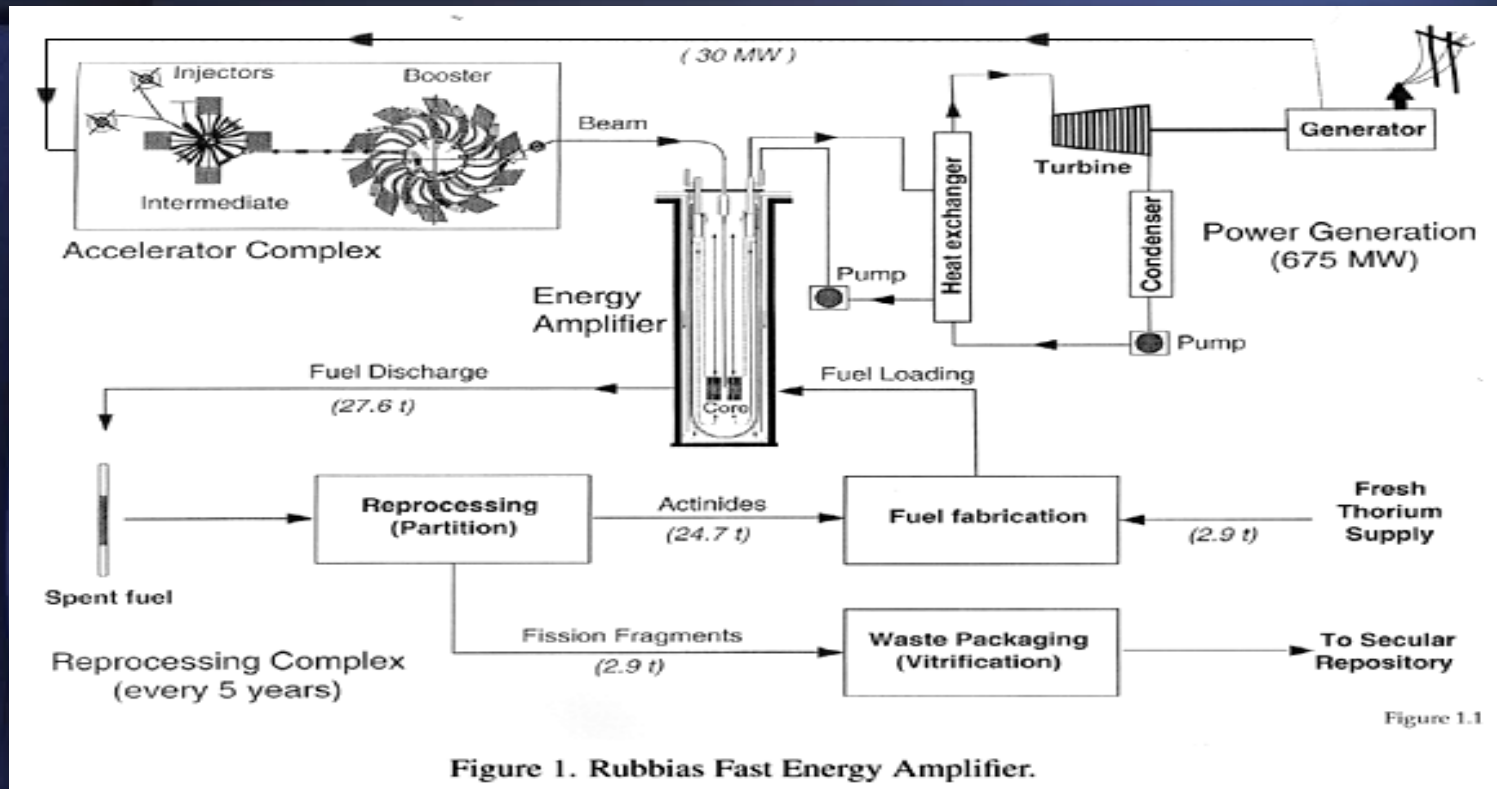 ( 30 MW )
Injectors
Booster
Intermediate
Accelerator Complex
Beam
Energy
Amplifier
Core
Pump
Heat exchanger
Turbine
Condenser
Pump
Generator
Power Generation
(675 MW)
Fuel Discharge
(27.6 t)
Fuel Loading
Spent fuel
Reprocessing
(Partition)
Actinides
(24.7 t)
Fuel fabrication
(2.9 t)
Fresh
Thorium
Supply
Fission Fragments
(2.9 t)
Waste Packaging
(Vitrification)
To Secular
Repository
Reprocessing Complex
(every 5 years)
Figure 1.1
Figure 1. Rubbias Fast Energy Amplifier.